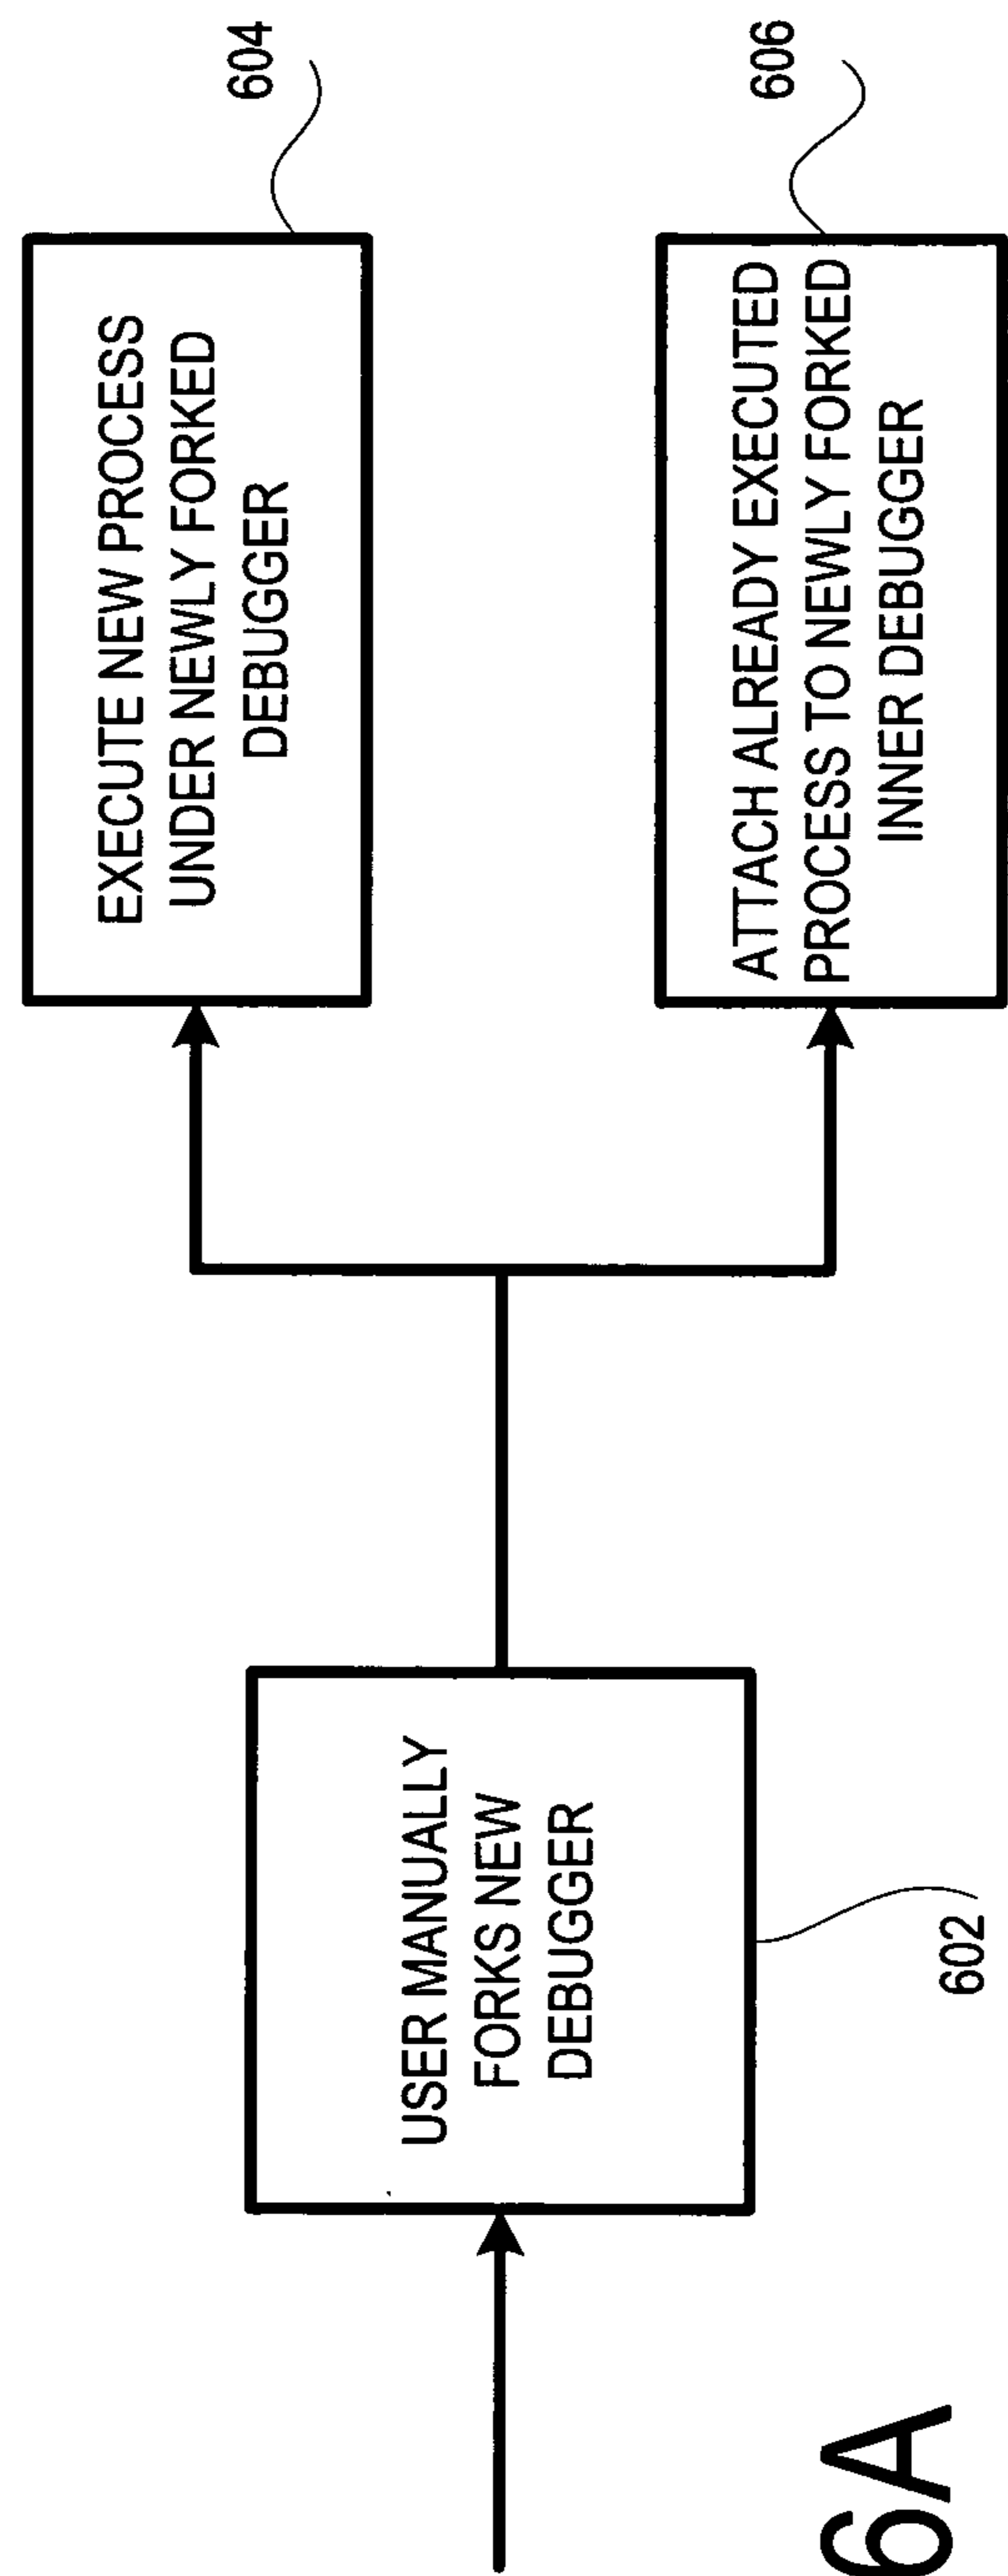 USER MANUALLY
FORKS NEW
DEBUGGER
602
EXECUTE NEW PROCESS
UNDER NEWLY FORKED
DEBUGGER
604
ATTACH ALREADY EXECUTED
PROCESS TO NEWLY FORKED
INNER DEBUGGER
606
6A